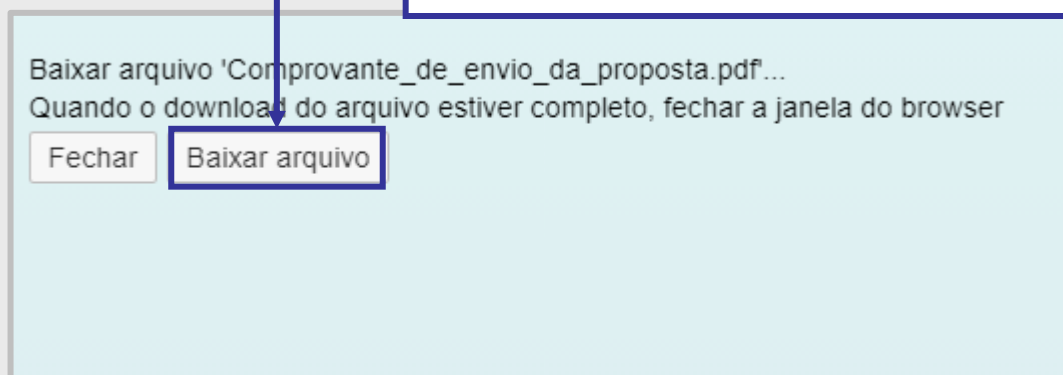 Baixar arquivo 'Comprovante_de_envio_da_proposta.pdf'...
Quando o download do arquivo estiver completo, fechar a janela do browser
Fechar Baixar arquivo